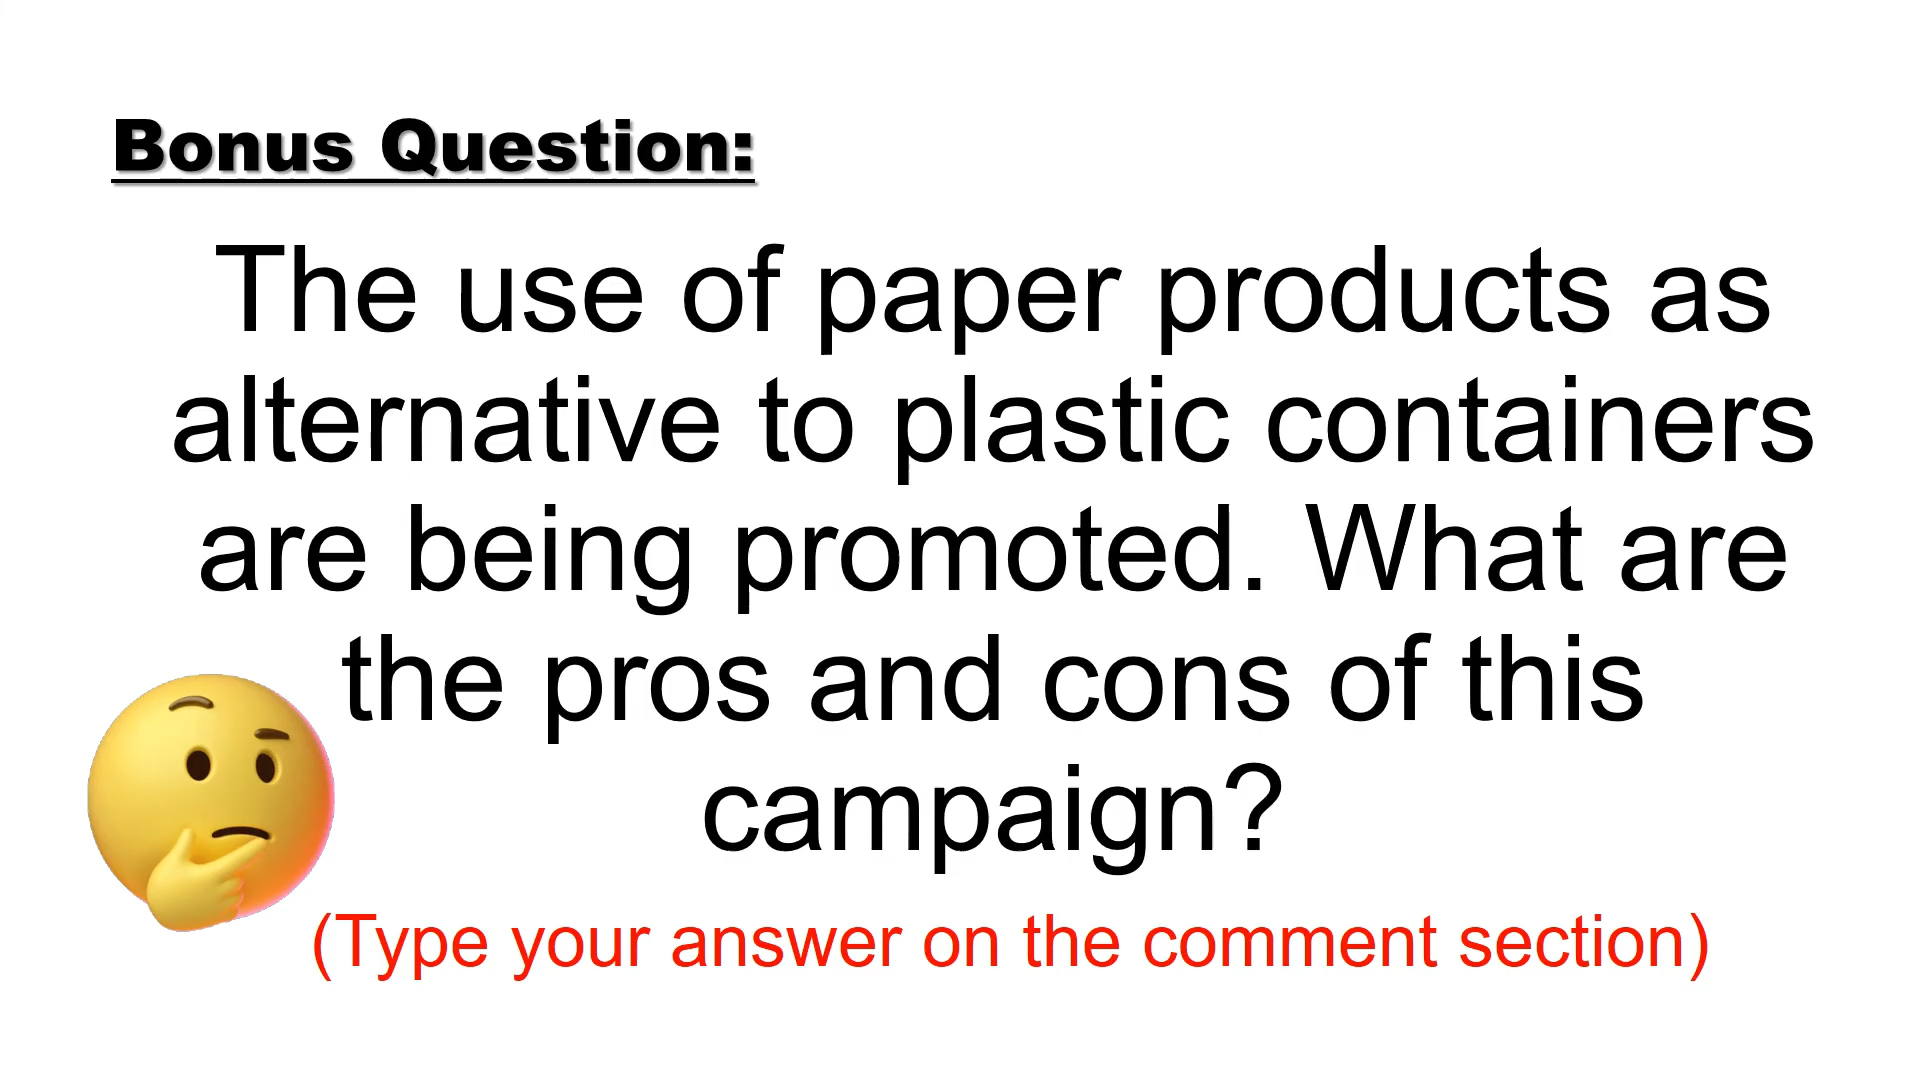 Bonus Question:
The use of paper products as
alternative to plastic containers
are being promoted. What are
the pros and cons of this
campaign?
(Type your answer on the comment section)